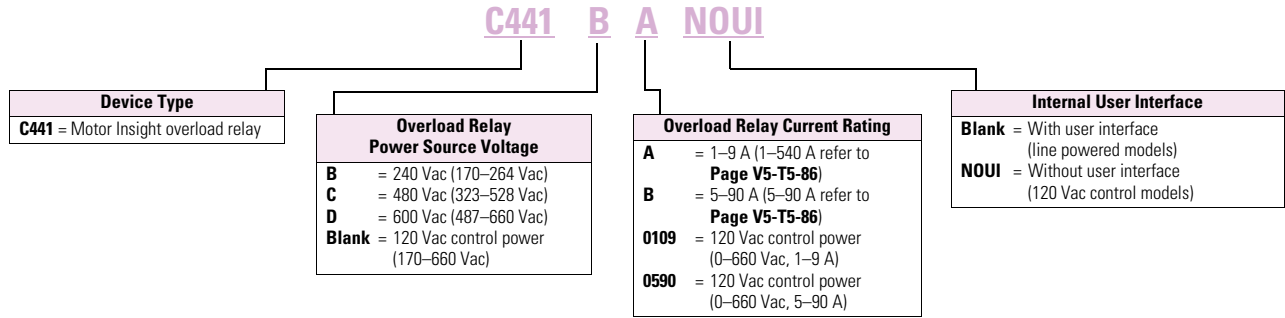 C441 B A NOUI
Device Type
C441 = Motor Insight overload relay
Overload Relay
Power Source Voltage
B = 240 Vac (170–264 Vac)
C = 480 Vac (323–528 Vac)
D = 600 Vac (487–660 Vac)
Blank = 120 Vac control power
(170–660 Vac)
Overload Relay Current Rating
A = 1–9 A (1–540 A refer to
Page V5-T5-86)
B = 5–90 A (5–90 A refer to
Page V5-T5-86)
0109 = 120 Vac control power
(0–660 Vac, 1–9 A)
0590 = 120 Vac control power
(0–660 Vac, 5–90 A)
Internal User Interface
Blank = With user interface
(line powered models)
NOUI = Without user interface
(120 Vac control models)